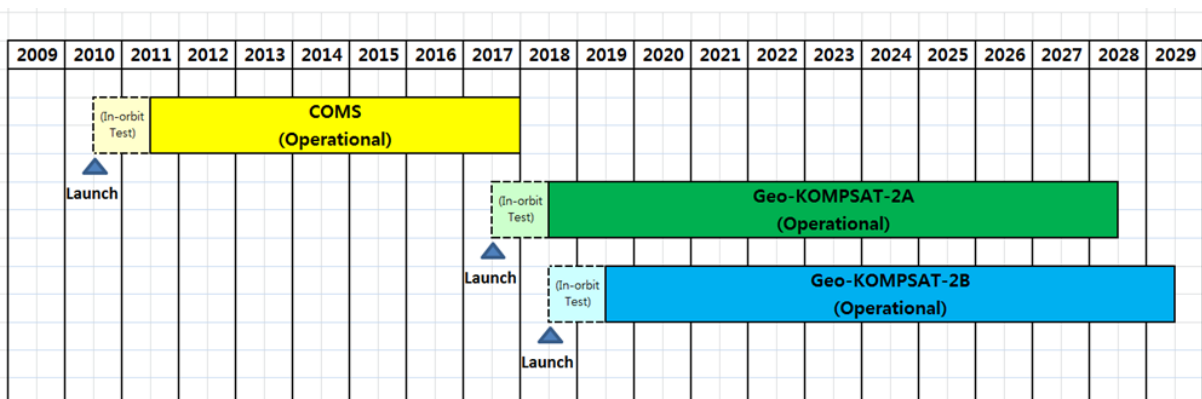 2009 2010 2011 2012 2013 2014 2015 2016 2017 2018 2019 2020 2021 2022 2023 2024 2025 2026 2027 2028 2029
(In-orbit
Test)
COMS
(Operational)
Launch
(In-orbit
Test)
Geo-KOMPSAT-2A
(Operational)
Launch
(In-orbit
Test)
Geo-KOMPSAT-2B
(Operational)
Launch